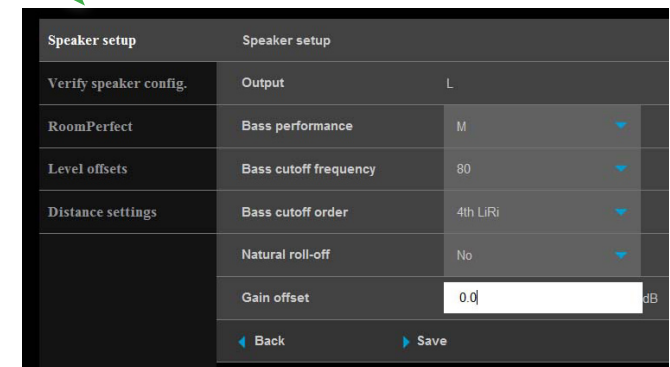 Speaker setup
Speaker setup
Verify speaker config.
Output
L
RoomPerfect
Bass performance
M
Level offsets
Bass cutoff frequency
80
Distance settings
Bass cutoff order
4th LiRi
Natural roll-off
No
Gain offset
0.0
dB
Back
Save